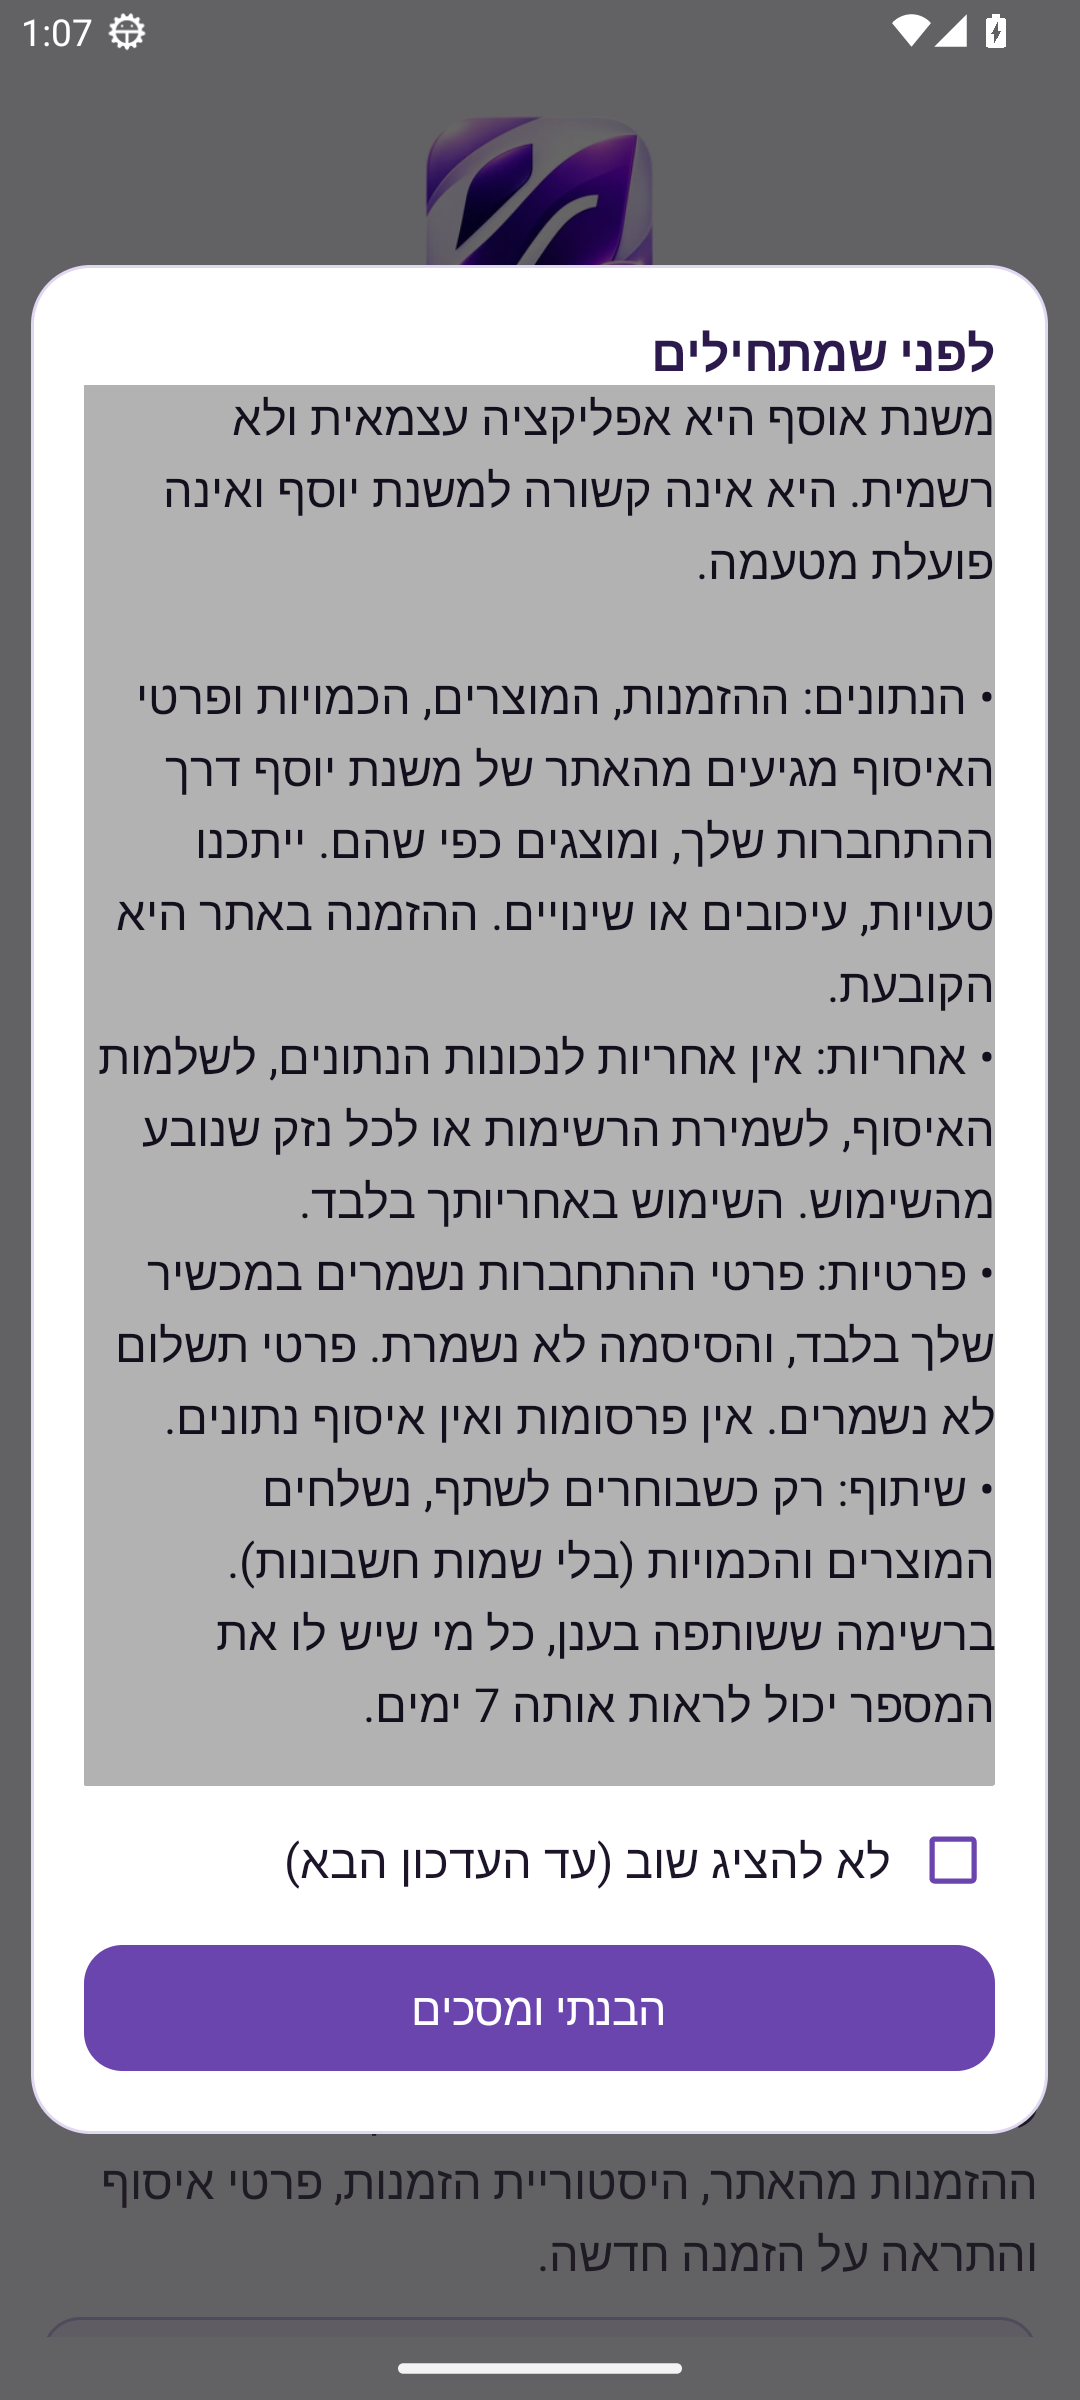 1:07
לפני שמתחילים
משנת אוסף היא אפליקציה עצמאית ולא
רשמית. היא אינה קשורה למשנת יוסף ואינה
פועלת מטעמה.
• הנתונים: ההזמנות, המוצרים, הכמויות ופרטי
האיסוף מגיעים מהאתר של משנת יוסף דרך
ההתחברות שלך, ומוצגים כפי שהם. ייתכנו
טעויות, עיכובים או שינויים. ההזמנה באתר היא
הקובעת.
• אחריות: אין אחריות לנכונות הנתונים, לשלמות
האיסוף, לשמירת הרשימות או לכל נזק שנובע
מהשימוש. השימוש באחריותך בלבד.
• פרטיות: פרטי ההתחברות נשמרים במכשיר
שלך בלבד, והסיסמה לא נשמרת. פרטי תשלום
לא נשמרים. אין פרסומות ואין איסוף נתונים.
• שיתוף: רק כשבוחרים לשתף, נשלחים
המוצרים והכמויות (בלי שמות חשבונות).
ברשימה ששותפה בענן, כל מי שיש לו את
המספר יכול לראות אותה 7 ימים.
לא להציג שוב (עד העדכון הבא)
הבנתי ומסכים
ההזמנות מהאתר, היסטוריית הזמנות, פרטי איסוף
והתראה על הזמנה חדשה.